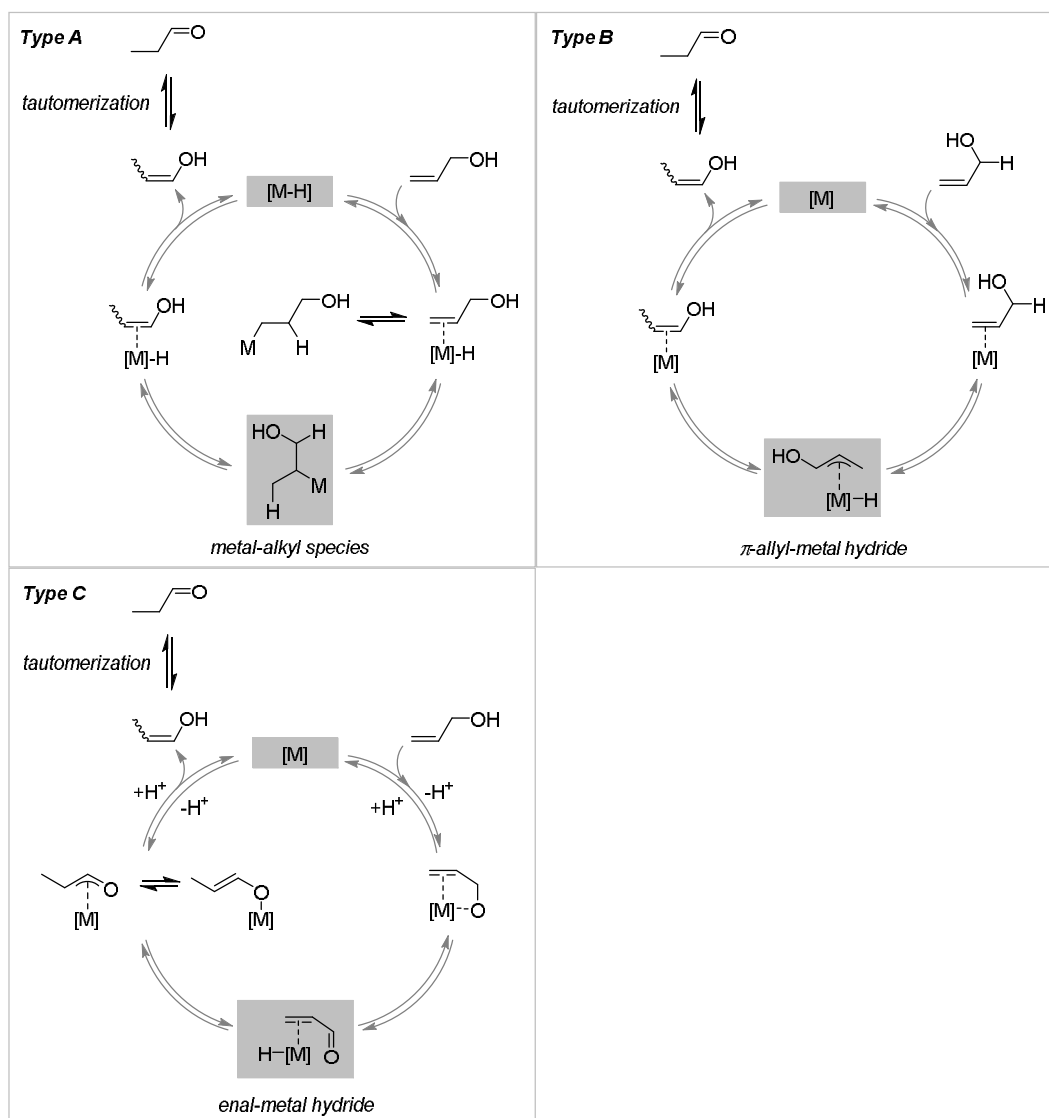 Type A
O
tautomerization
OH
OH
[M-H]
OH
OH
OH
M
H
[M]-H
[M]-H
HO
H
M
H
metal-alkyl species
Type B
O
tautomerization
HO
H
OH
[M]
HO
H
OH
[M]
[M]
HO
[M]-H
π-allyl-metal hydride
Type C
O
tautomerization
OH
OH
[M]
+H+
-H+
-H+
+H+
O
O
[M]
[M]
[M]
O
H-[M]
O
enal-metal hydride